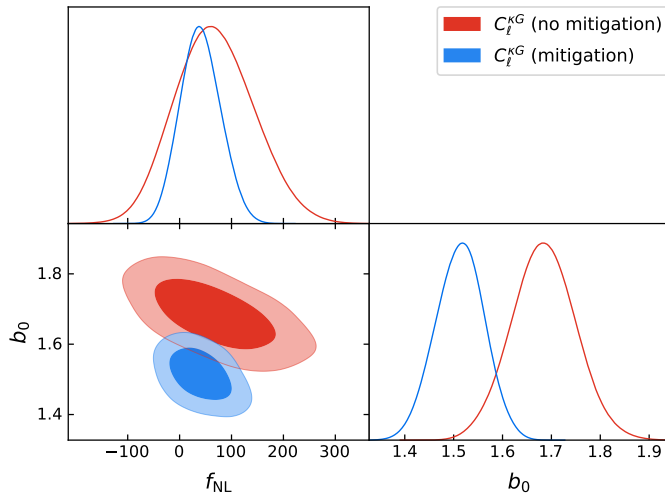 C_ℓ^{κG} (no mitigation)
C_ℓ^{κG} (mitigation)
1.8
1.6
1.4
b_0
−100 0 100 200 300
f_NL
1.4 1.5 1.6 1.7 1.8 1.9
b_0